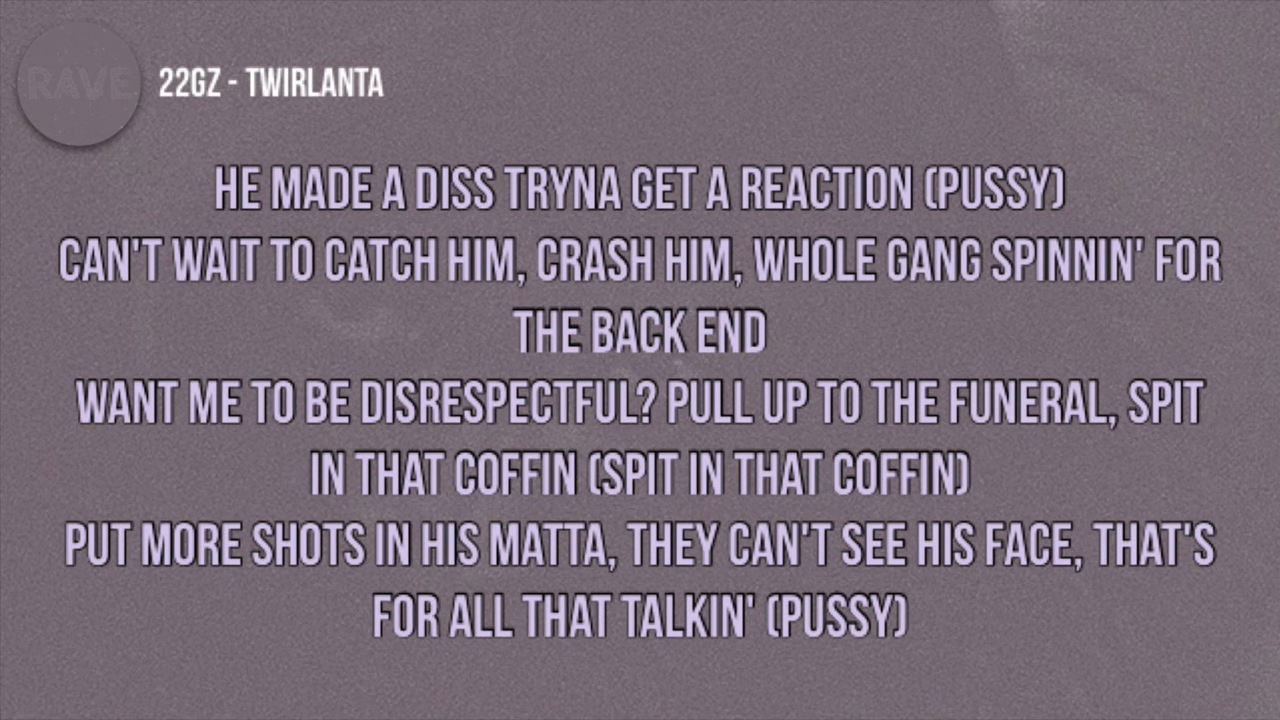 RAVE
22GZ - TWIRLANTA
HE MADE A DISS TRYNA GET A REACTION (PUSSY)
CAN'T WAIT TO CATCH HIM, CRASH HIM, WHOLE GANG SPINNIN' FOR
THE BACK END
WANT ME TO BE DISRESPECTFUL? PULL UP TO THE FUNERAL, SPIT
IN THAT COFFIN (SPIT IN THAT COFFIN)
PUT MORE SHOTS IN HIS MATTA, THEY CAN'T SEE HIS FACE, THAT'S
FOR ALL THAT TALKIN' (PUSSY)